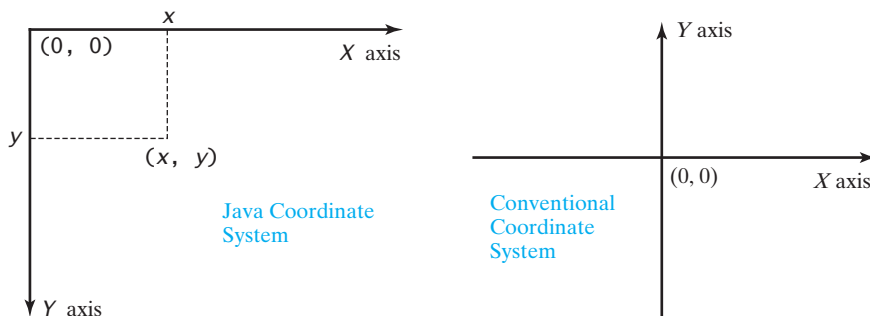 x
(0, 0)
X axis
y
(x, y)
Java Coordinate
System
Y axis
Y axis
(0, 0)
X axis
Conventional
Coordinate
System